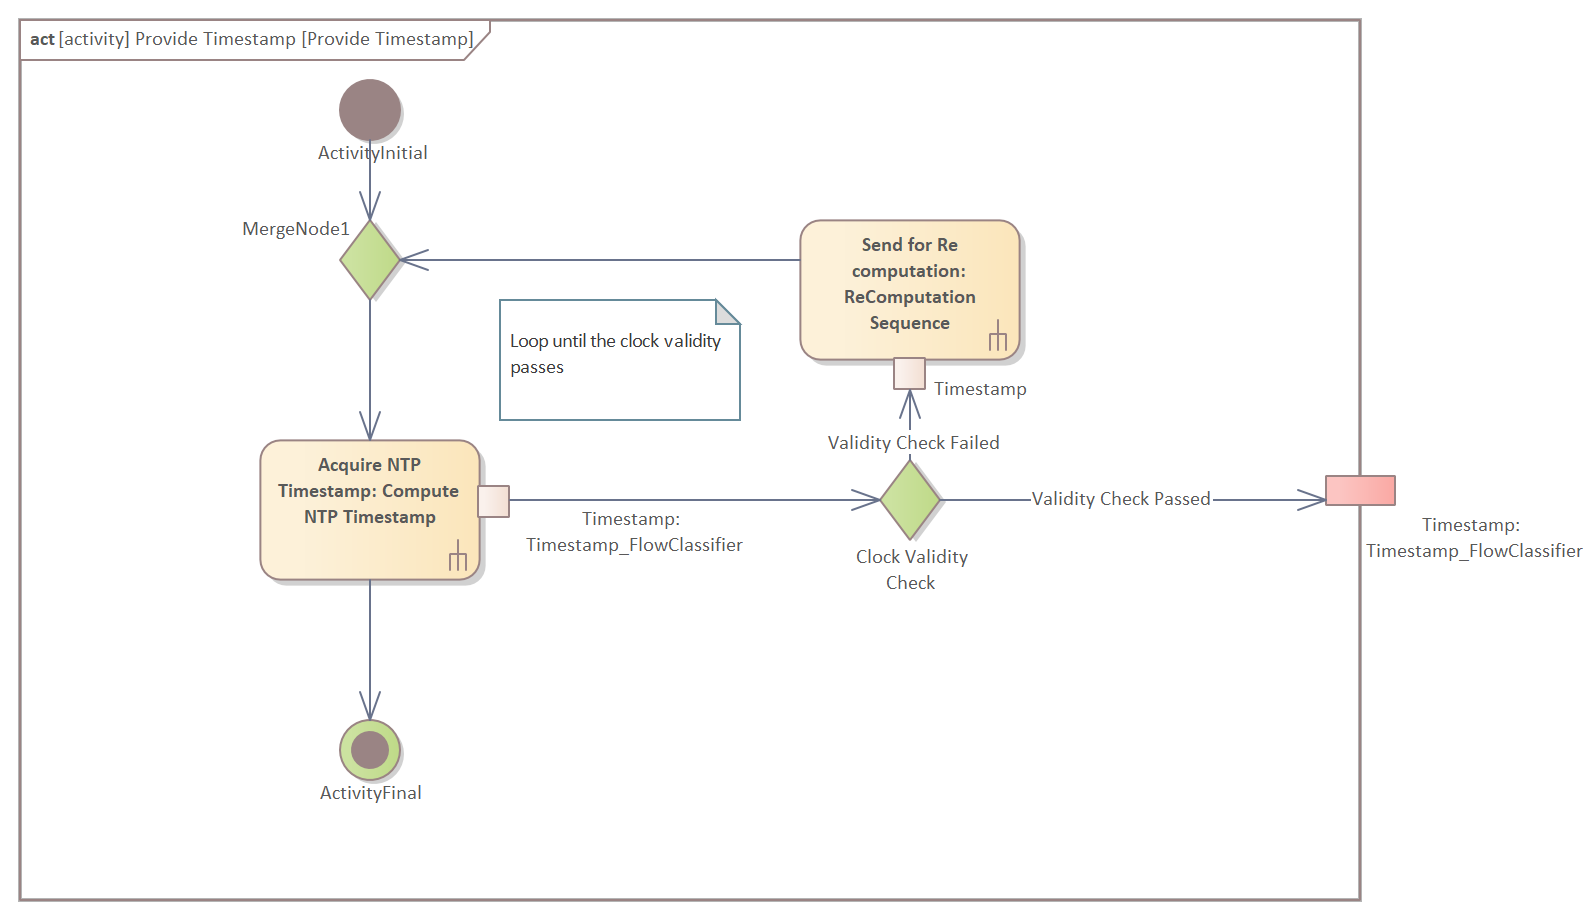 act [activity] Provide Timestamp [Provide Timestamp]
ActivityInitial
MergeNode1
Send for Re
computation:
ReComputation
Sequence
Loop until the clock validity
passes
Timestamp
Validity Check Failed
Acquire NTP
Timestamp: Compute
NTP Timestamp
Timestamp:
Timestamp_FlowClassifier
Validity Check Passed
Clock Validity
Check
Timestamp:
Timestamp_FlowClassifier
ActivityFinal